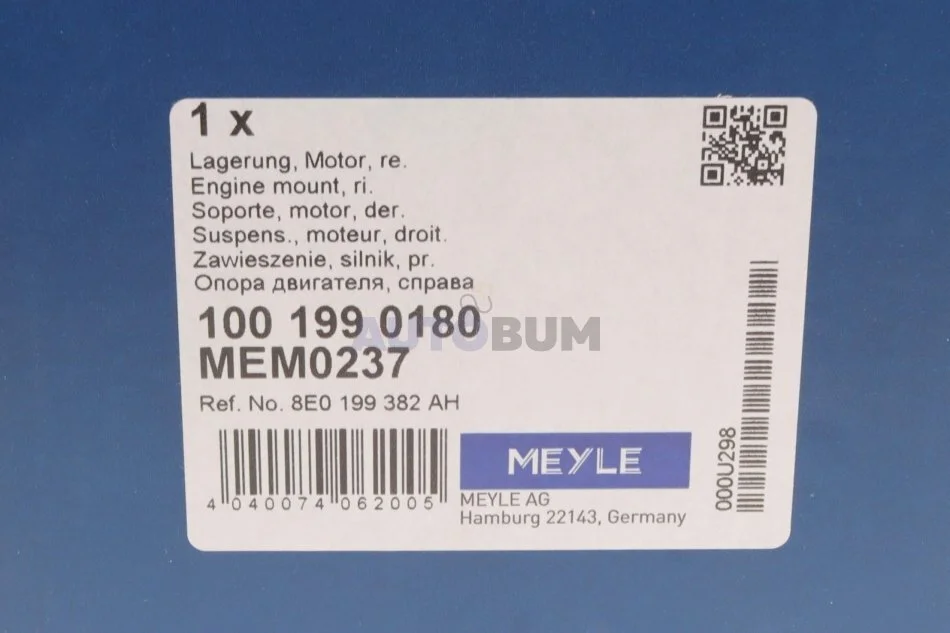 1 x
Lagerung, Motor, re.
Engine mount, ri.
Soporte, motor, der.
Suspens., moteur, droit.
Zawieszenie, silnik, pr.
Опора двигателя, справа
100 199 0180
AUTOBUM
MEM0237
Ref. No. 8E0 199 382 AH
4 040074 062005
MEYLE
MEYLE AG
Hamburg 22143, Germany
000U298